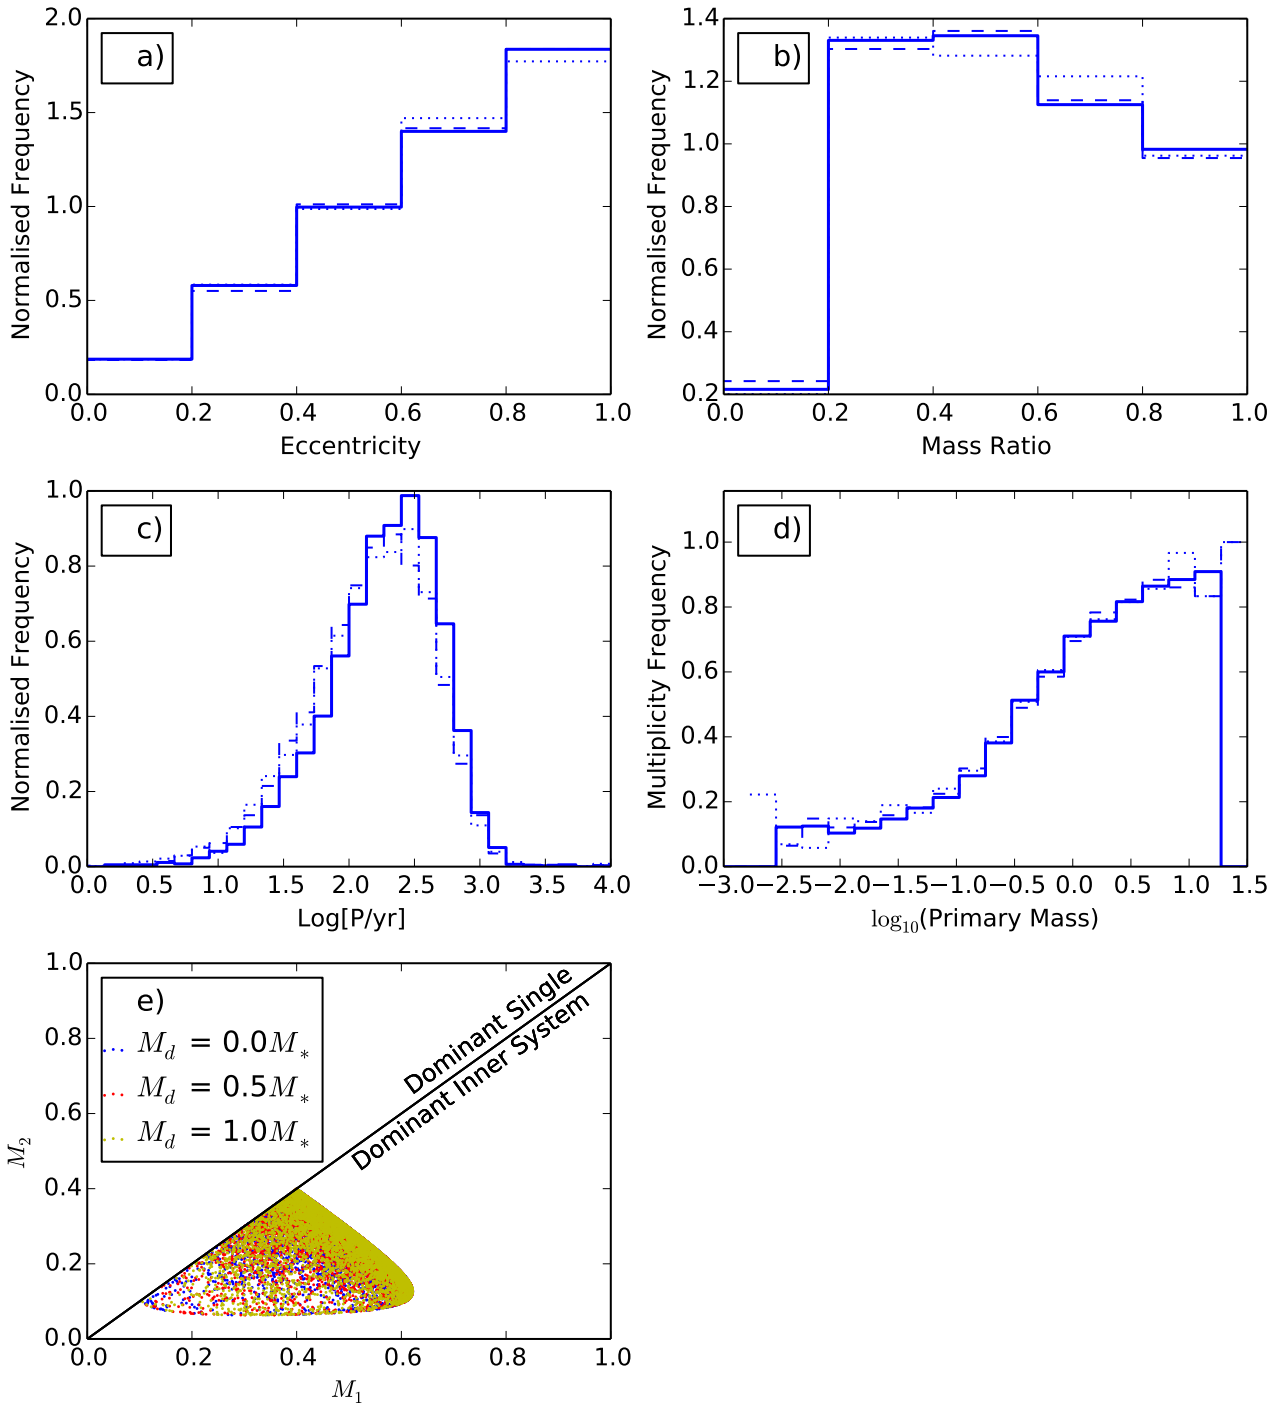 a)
Normalised Frequency
2.0
1.5
1.0
0.5
0.0
0.0 0.2 0.4 0.6 0.8 1.0
Eccentricity
b)
Normalised Frequency
1.4
1.2
1.0
0.8
0.6
0.4
0.2
0.0 0.2 0.4 0.6 0.8 1.0
Mass Ratio
c)
Normalised Frequency
1.0
0.8
0.6
0.4
0.2
0.0
0.0 0.5 1.0 1.5 2.0 2.5 3.0 3.5 4.0
Log[P/yr]
d)
Multiplicity Frequency
1.0
0.8
0.6
0.4
0.2
0.0
−3.0 −2.5 −2.0 −1.5 −1.0 −0.5 0.0 0.5 1.0 1.5
log₁₀(Primary Mass)
e)
M_d = 0.0M_*
M_d = 0.5M_*
M_d = 1.0M_*
Dominant Single
Dominant Inner System
M₂
1.0
0.8
0.6
0.4
0.2
0.0
0.0 0.2 0.4 0.6 0.8 1.0
M₁